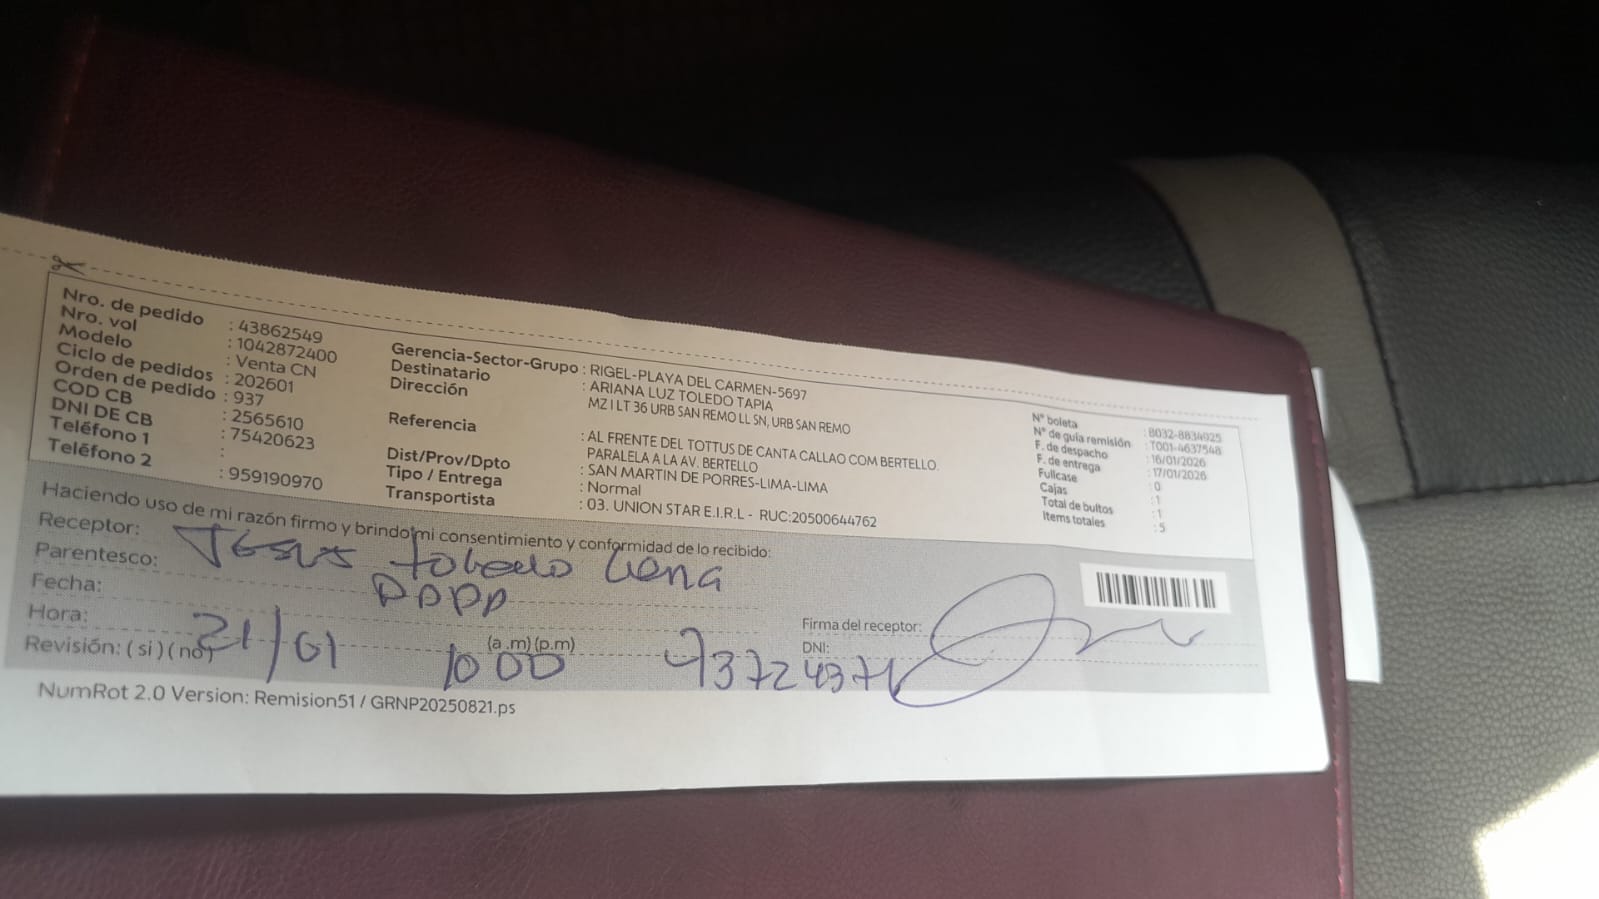 Nro. de pedido : 43862549
Nro. vol : 1042872400
Modelo : Venta CN
Ciclo de pedidos : 202601
Orden de pedido : 937
COD CB : 2565610
DNI DE CB : 75420623
Teléfono 1 :
Teléfono 2 : 959190970
Gerencia-Sector-Grupo : RIGEL-PLAYA DEL CARMEN-5697
Destinatario : ARIANA LUZ TOLEDO TAPIA
Dirección MZ I LT 36 URB SAN REMO LL SN, URB SAN REMO
Referencia : AL FRENTE DEL TOTTUS DE CANTA CALLAO COM BERTELLO.
PARALELA A LA AV. BERTELLO
Dist/Prov/Dpto : SAN MARTIN DE PORRES-LIMA-LIMA
Tipo / Entrega : Normal
Transportista : 03. UNION STAR E.I.R.L - RUC:20500644762
N° boleta : B032-8834925
N° de guía remisión : T001-4637548
F. de despacho : 16/01/2026
F. de entrega : 17/01/2026
Fullcase : 0
Cajas : 1
Total de bultos : 1
Items totales : 5
Haciendo uso de mi razón firmo y brindo mi consentimiento y conformidad de lo recibido:
Receptor: Jesus toledo
Parentesco:
Fecha: 21/01
Hora: 10 00 (a.m)(p.m)
Revisión: ( si ) ( no )
Firma del receptor:
DNI:
NumRot 2.0 Version: Remision51 / GRNP20250821.ps